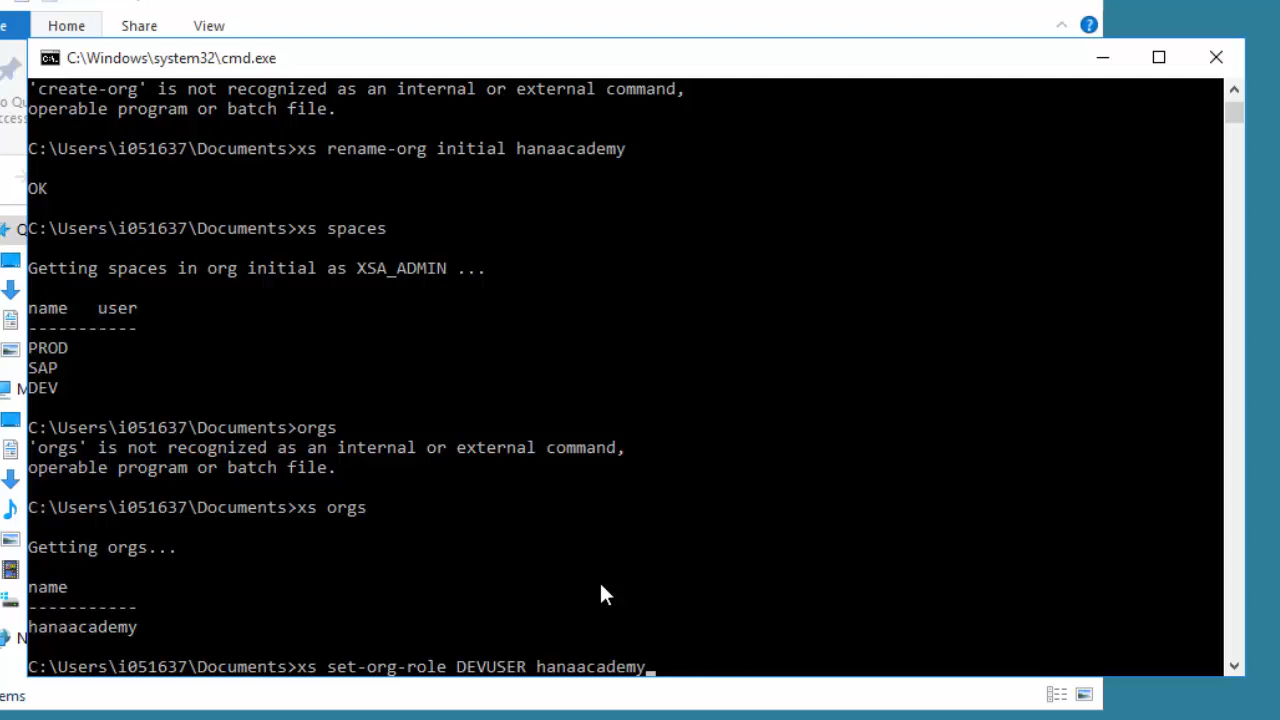 Home Share View
C:\Windows\system32\cmd.exe
'create-org' is not recognized as an internal or external command,
operable program or batch file.
C:\Users\i051637\Documents>xs rename-org initial hanaacademy
OK
C:\Users\i051637\Documents>xs spaces
Getting spaces in org initial as XSA_ADMIN ...
name user
-----------
PROD
SAP
DEV
C:\Users\i051637\Documents>orgs
'orgs' is not recognized as an internal or external command,
operable program or batch file.
C:\Users\i051637\Documents>xs orgs
Getting orgs...
name
-----------
hanaacademy
C:\Users\i051637\Documents>xs set-org-role DEVUSER hanaacademy_